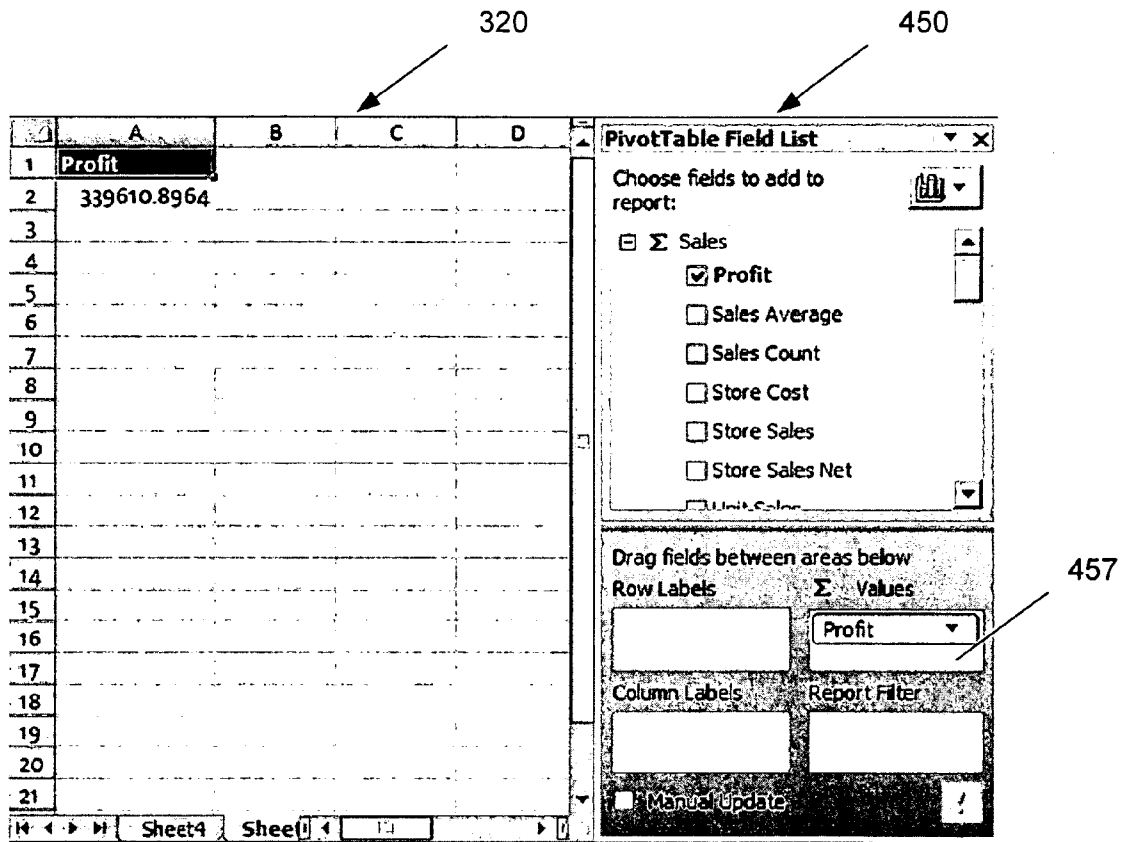 320
450
A B C D
1 Profit
2 339610.8964
3
4
5
6
7
8
9
10
11
12
13
14
15
16
17
18
19
20
21
Sheet4 Sheet
PivotTable Field List
Choose fields to add to
report:
Σ Sales
Profit
Sales Average
Sales Count
Store Cost
Store Sales
Store Sales Net
Unit Sales
Drag fields between areas below
Row Labels Σ Values
Profit
Column Labels Report Filter
Manual Update
457